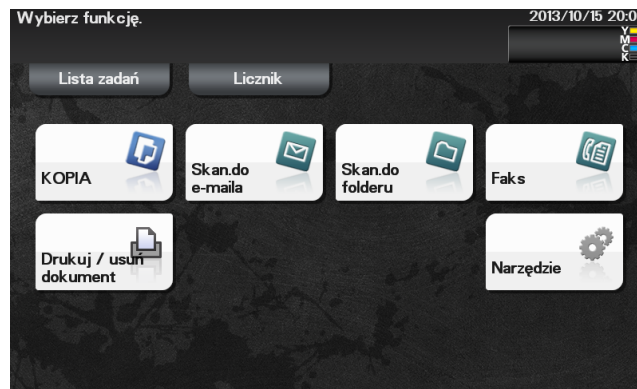 Wybierz funkcję.
2013/10/15 20:0
Y
M
C
K
Lista zadań
Licznik
KOPIA
Skan.do
e-maila
Skan.do
folderu
Faks
Drukuj / usuń
dokument
Narzędzie